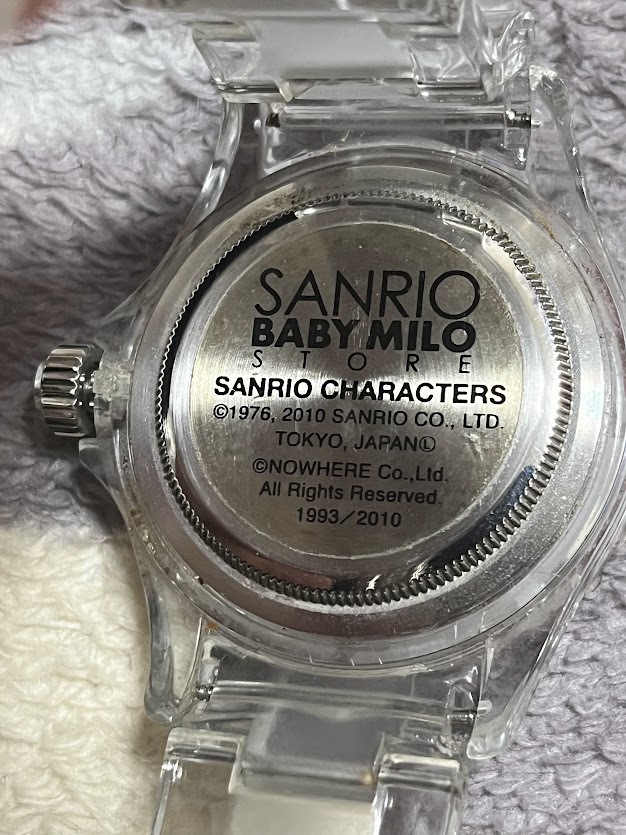 SANRIO
BABY MILO
STORE
SANRIO CHARACTERS
©1976, 2010 SANRIO CO., LTD.
TOKYO, JAPANⓁ
©NOWHERE Co.,Ltd.
All Rights Reserved.
1993/2010